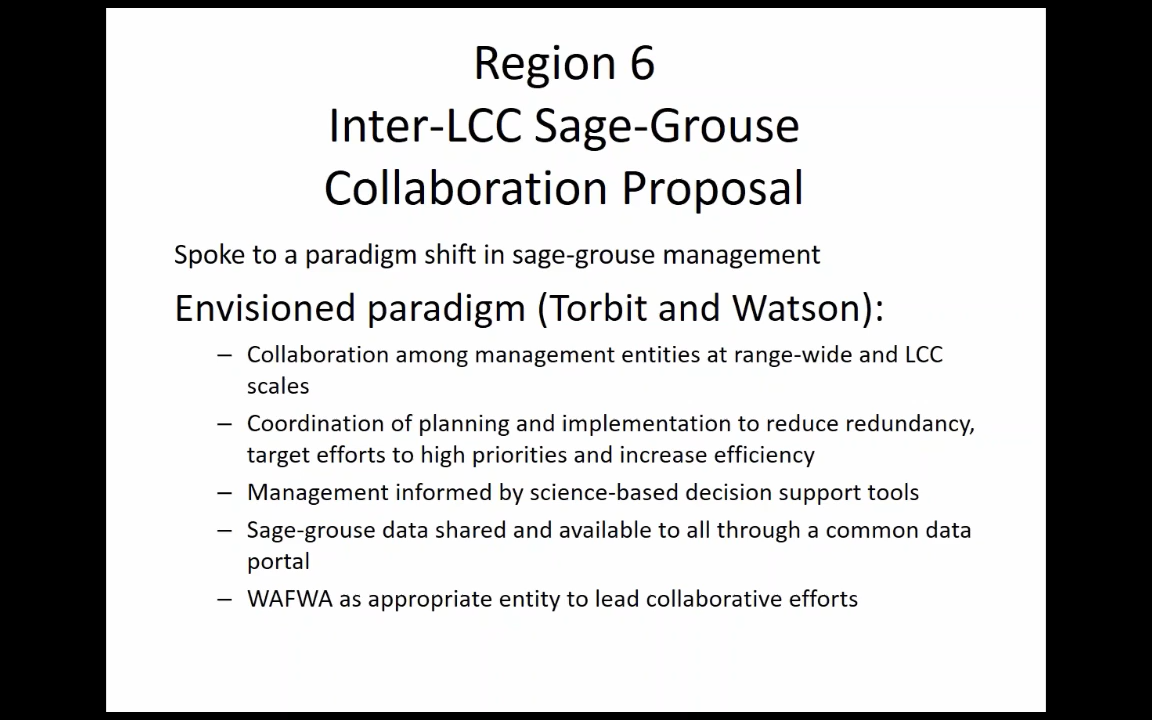 Region 6
Inter-LCC Sage-Grouse
Collaboration Proposal
Spoke to a paradigm shift in sage-grouse management
Envisioned paradigm (Torbit and Watson):
– Collaboration among management entities at range-wide and LCC
scales
– Coordination of planning and implementation to reduce redundancy,
target efforts to high priorities and increase efficiency
– Management informed by science-based decision support tools
– Sage-grouse data shared and available to all through a common data
portal
– WAFWA as appropriate entity to lead collaborative efforts